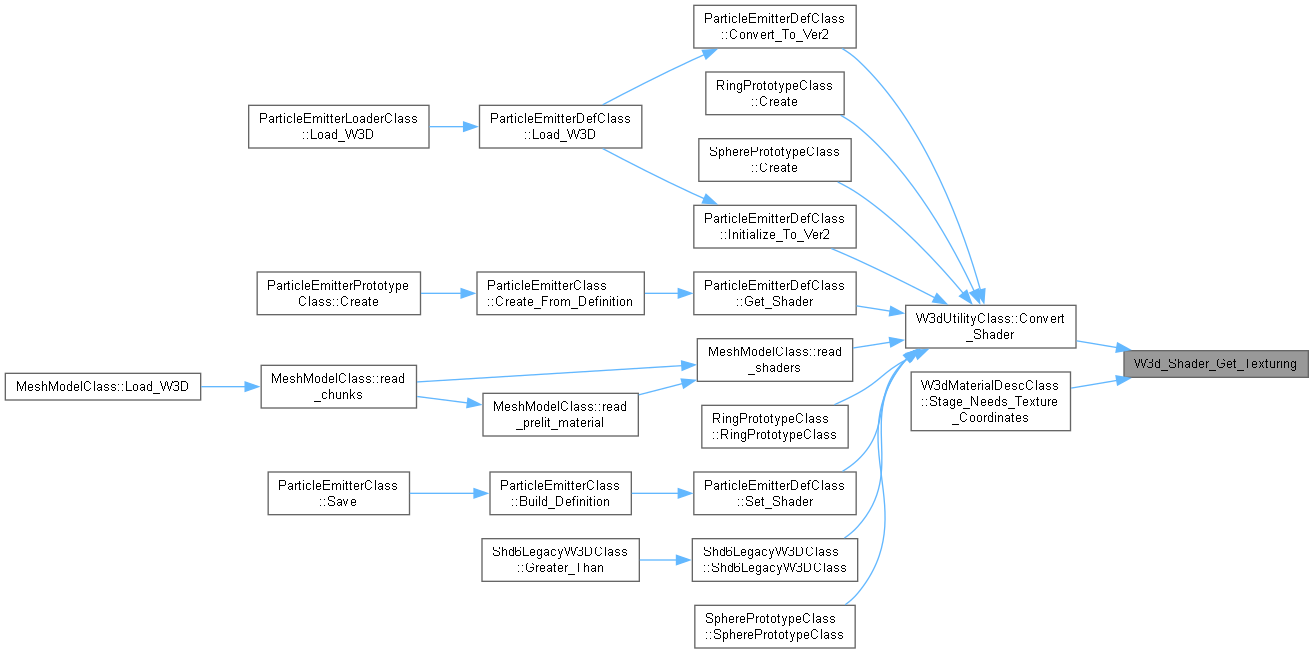 ParticleEmitterDefClass
::Convert_To_Ver2
RingPrototypeClass
::Create
ParticleEmitterLoaderClass
::Load_W3D
ParticleEmitterDefClass
::Load_W3D
SpherePrototypeClass
::Create
ParticleEmitterDefClass
::Initialize_To_Ver2
ParticleEmitterPrototype
Class::Create
ParticleEmitterClass
::Create_From_Definition
ParticleEmitterDefClass
::Get_Shader
W3dUtilityClass::Convert
_Shader
W3d_Shader_Get_Texturing
MeshModelClass::read
_shaders
MeshModelClass::Load_W3D
MeshModelClass::read
_chunks
MeshModelClass::read
_prelit_material
W3dMaterialDescClass
::Stage_Needs_Texture
_Coordinates
RingPrototypeClass
::RingPrototypeClass
ParticleEmitterClass
::Save
ParticleEmitterClass
::Build_Definition
ParticleEmitterDefClass
::Set_Shader
Shd6LegacyW3DClass
::Greater_Than
Shd6LegacyW3DClass
::Shd6LegacyW3DClass
SpherePrototypeClass
::SpherePrototypeClass